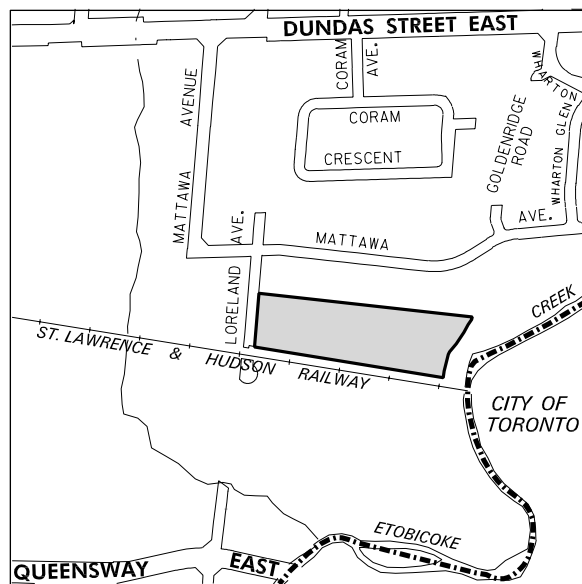 DUNDAS STREET EAST
CORAM AVE.
WHARTON
MATTAWA AVENUE
CORAM
CRESCENT
GOLDENRIDGE
ROAD
WHARTON GLEN
AVE.
MATTAWA
LORELAND AVE.
CREEK
ST. LAWRENCE & HUDSON RAILWAY
CITY OF
TORONTO
ETOBICOKE
QUEENSWAY EAST